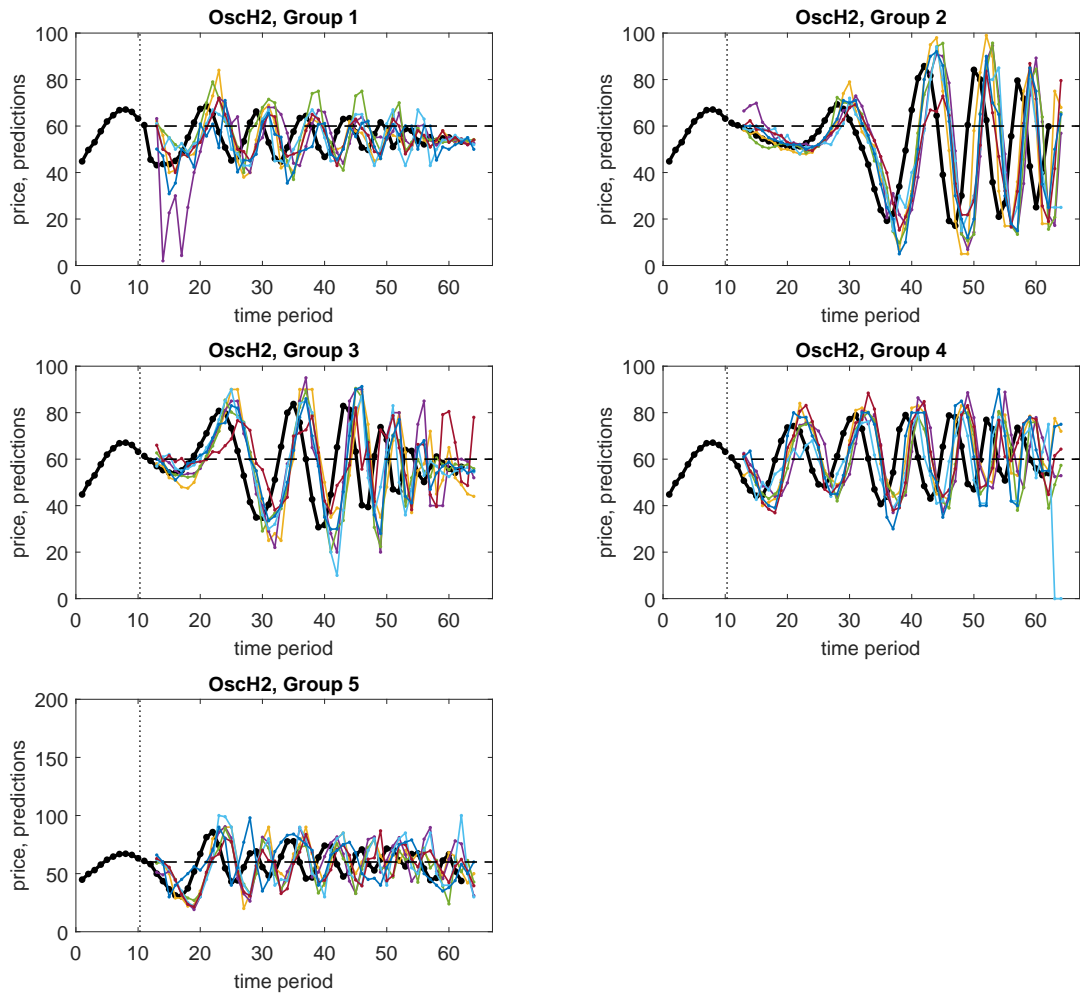 OscH2, Group 1
100
80
60
40
20
0
price, predictions
0 10 20 30 40 50 60
time period
OscH2, Group 2
100
80
60
40
20
0
price, predictions
0 10 20 30 40 50 60
time period
OscH2, Group 3
100
80
60
40
20
0
price, predictions
0 10 20 30 40 50 60
time period
OscH2, Group 4
100
80
60
40
20
0
price, predictions
0 10 20 30 40 50 60
time period
OscH2, Group 5
200
150
100
50
0
price, predictions
0 10 20 30 40 50 60
time period